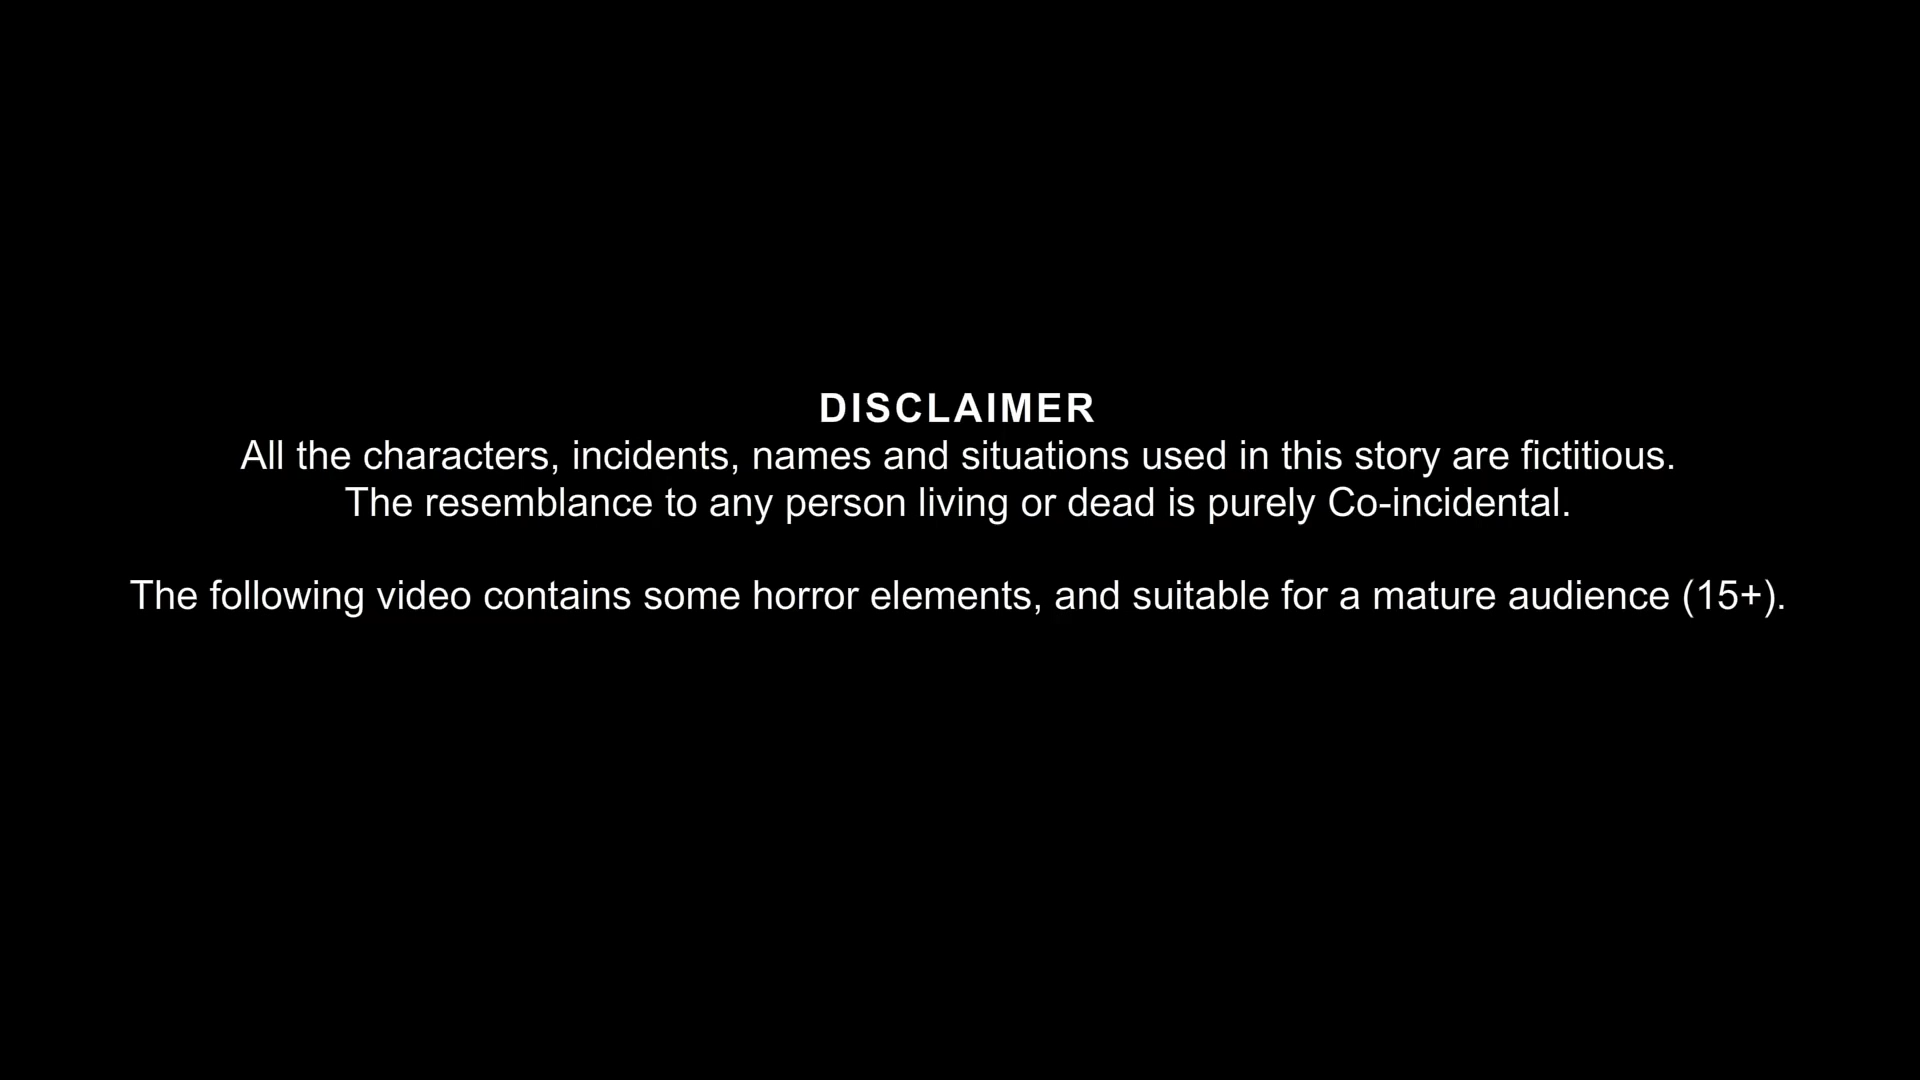 DISCLAIMER
All the characters, incidents, names and situations used in this story are fictitious.
The resemblance to any person living or dead is purely Co-incidental.
The following video contains some horror elements, and suitable for a mature audience (15+).